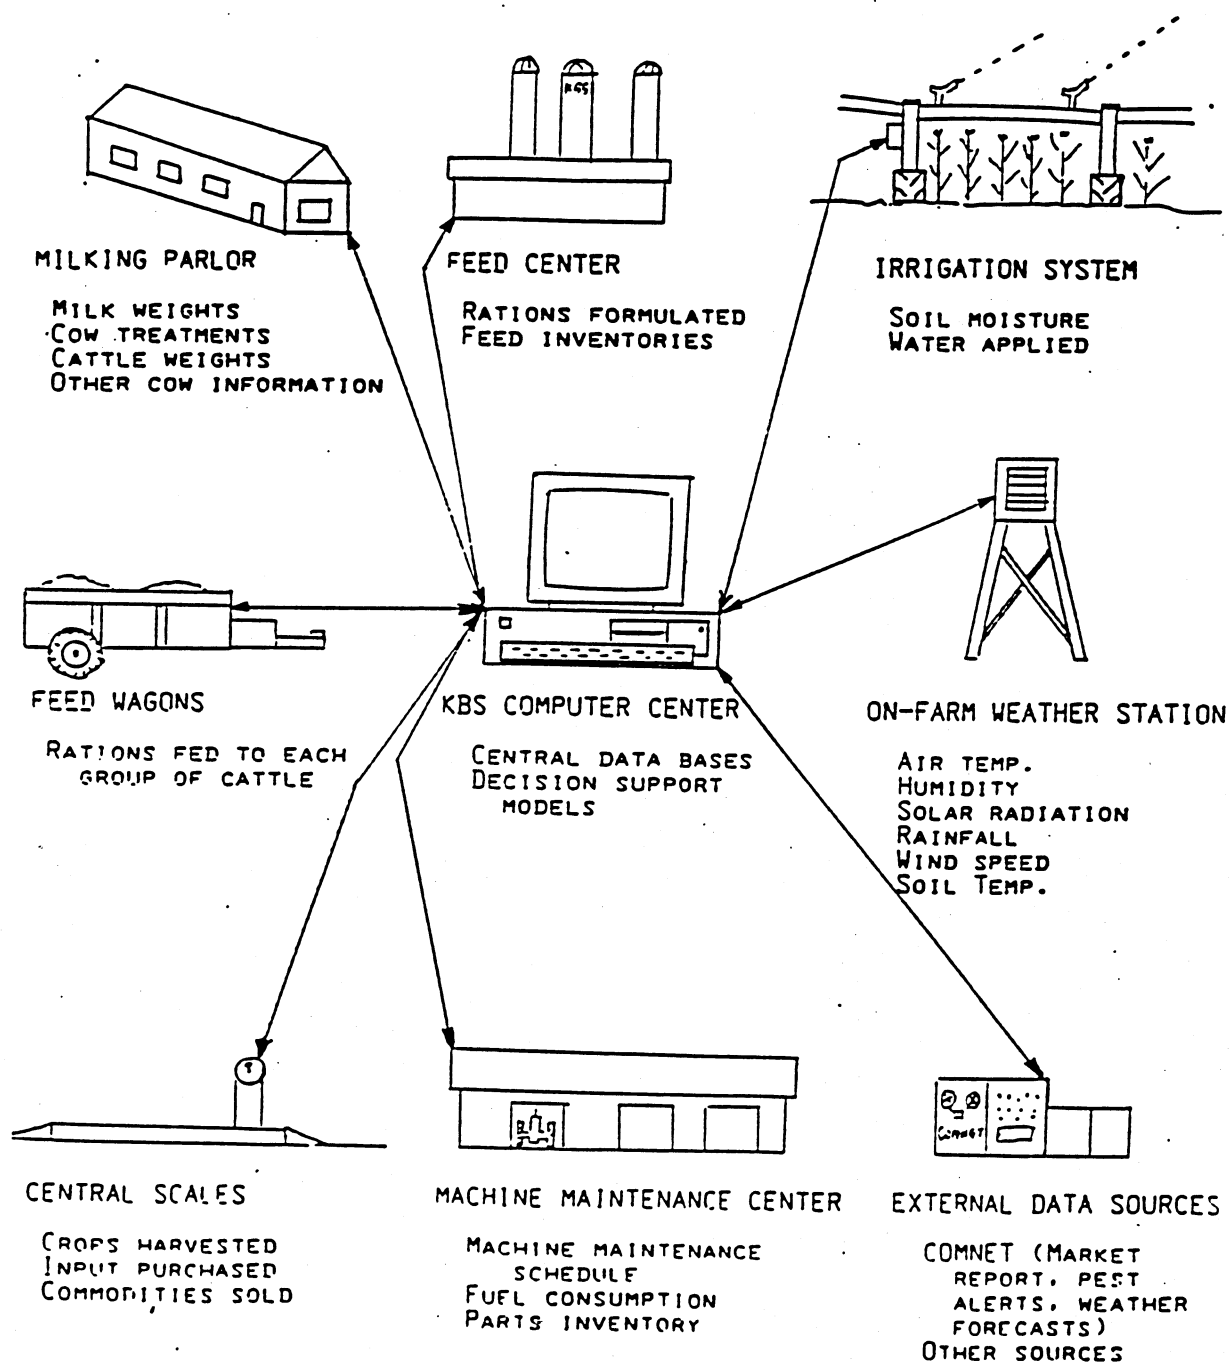 KGS
MILKING PARLOR
MILK WEIGHTS
COW TREATMENTS
CATTLE WEIGHTS
OTHER COW INFORMATION
FEED CENTER
RATIONS FORMULATED
FEED INVENTORIES
IRRIGATION SYSTEM
SOIL MOISTURE
WATER APPLIED
FEED WAGONS
RATIONS FED TO EACH
GROUP OF CATTLE
KBS COMPUTER CENTER
CENTRAL DATA BASES
DECISION SUPPORT
MODELS
ON-FARM WEATHER STATION
AIR TEMP.
HUMIDITY
SOLAR RADIATION
RAINFALL
WIND SPEED
SOIL TEMP.
CENTRAL SCALES
CROPS HARVESTED
INPUT PURCHASED
COMMODITIES SOLD
MACHINE MAINTENANCE CENTER
MACHINE MAINTENANCE
SCHEDULE
FUEL CONSUMPTION
PARTS INVENTORY
EXTERNAL DATA SOURCES
COMNET (MARKET
REPORT, PEST
ALERTS, WEATHER
FORECASTS)
OTHER SOURCES